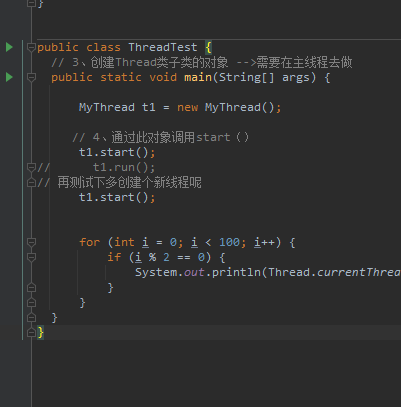 }
public class ThreadTest {
// 3、创建Thread类子类的对象 -->需要在主线程去做
public static void main(String[] args) {
MyThread t1 = new MyThread();
// 4、通过此对象调用start（）
t1.start();
// t1.run();
// 再测试下多创建个新线程呢
t1.start();
for (int i = 0; i < 100; i++) {
if (i % 2 == 0) {
System.out.println(Thread.currentThrea
}
}
}
}